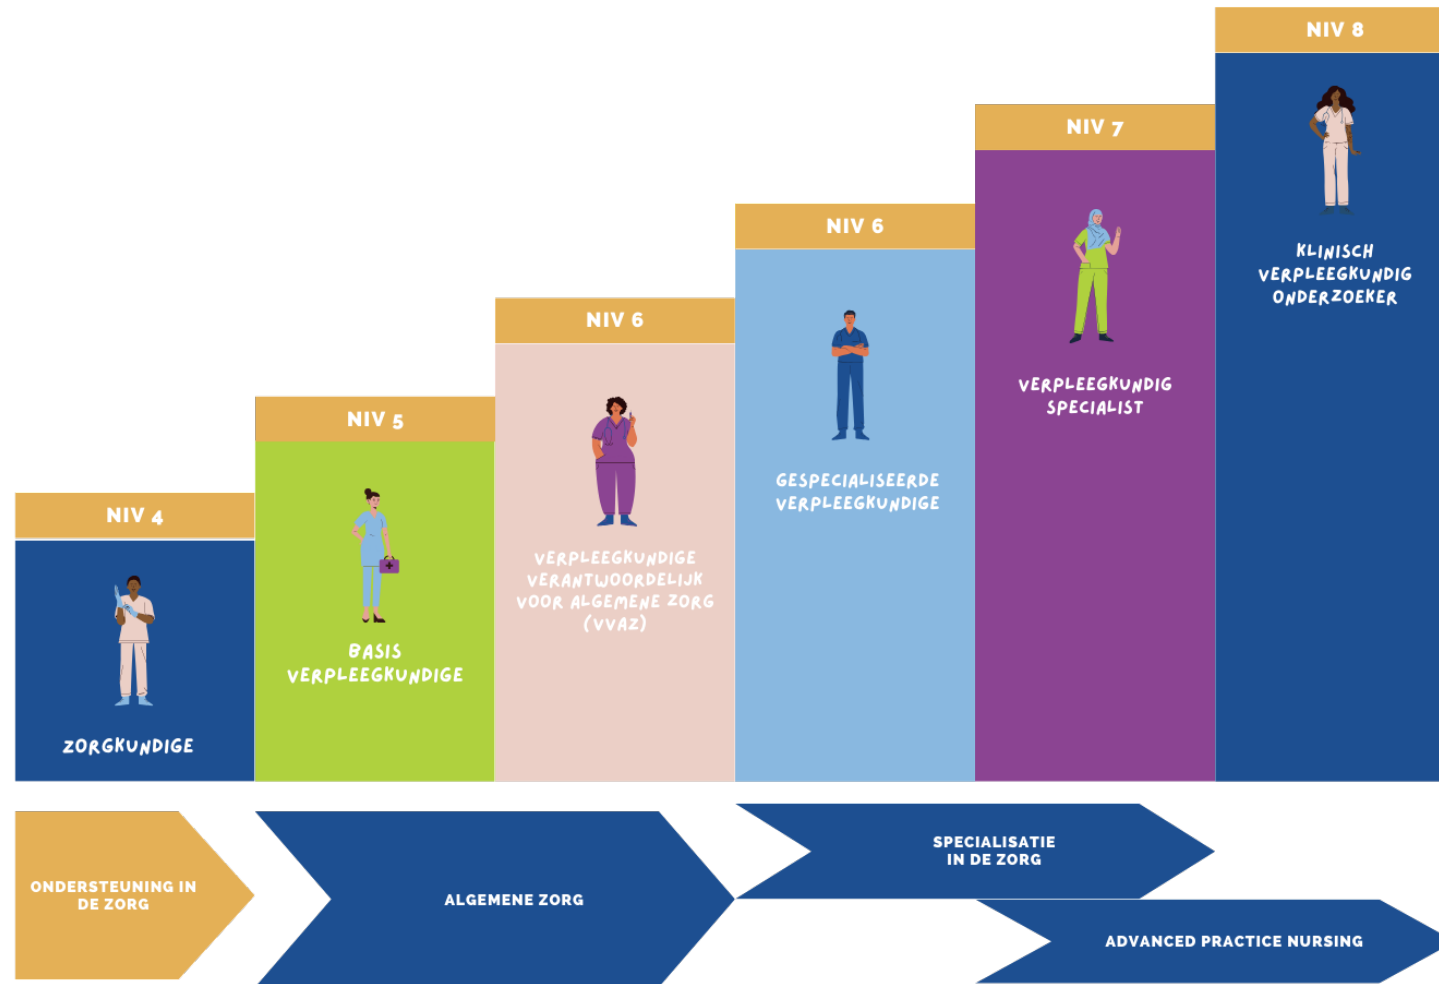 NIV 4
ZORGKUNDIGE
NIV 5
BASIS
VERPLEEGKUNDIGE
NIV 6
VERPLEEGKUNDIGE
VERANTWOORDELIJK
VOOR ALGEMENE ZORG
(VVAZ)
NIV 6
GESPECIALISEERDE
VERPLEEGKUNDIGE
NIV 7
VERPLEEGKUNDIG
SPECIALIST
NIV 8
KLINISCH
VERPLEEGKUNDIG
ONDERZOEKER
ONDERSTEUNING IN
DE ZORG
ALGEMENE ZORG
SPECIALISATIE
IN DE ZORG
ADVANCED PRACTICE NURSING